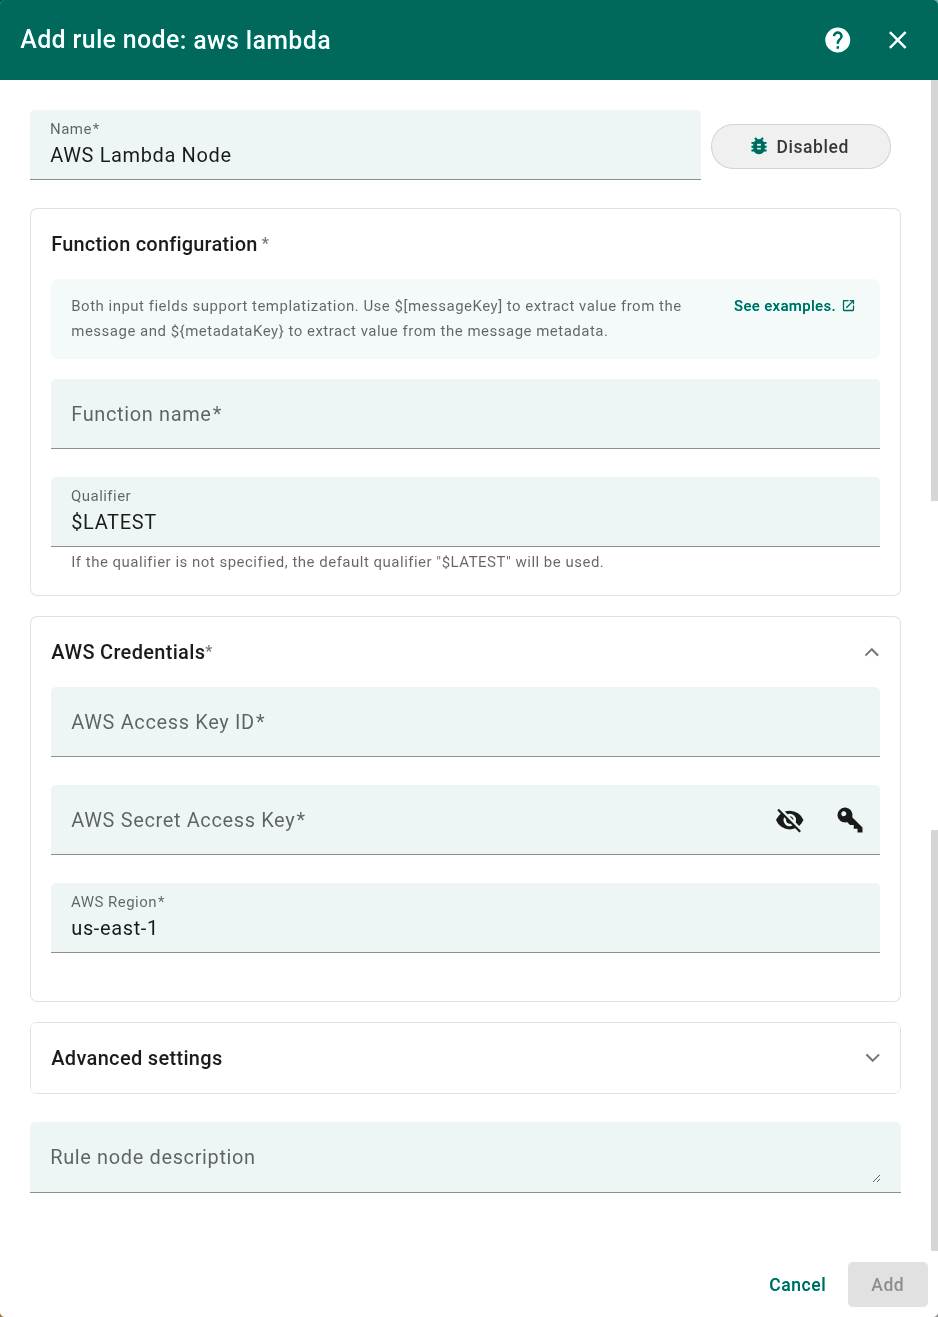 Add rule node: aws lambda
Name*
AWS Lambda Node
Disabled
Function configuration *
Both input fields support templatization. Use $[messageKey] to extract value from the
message and ${metadataKey} to extract value from the message metadata.
See examples.
Function name*
Qualifier
$LATEST
If the qualifier is not specified, the default qualifier "$LATEST" will be used.
AWS Credentials*
AWS Access Key ID*
AWS Secret Access Key*
AWS Region*
us-east-1
Advanced settings
Rule node description
Cancel
Add